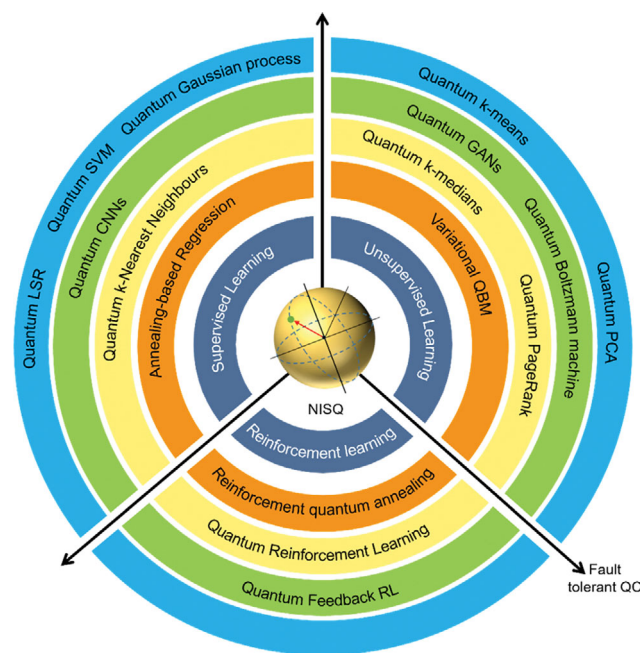 Quantum Gaussian process
Quantum k-means
Quantum SVM
Quantum GANs
Quantum CNNs
Quantum k-medians
Quantum k-Nearest Neighbours
Annealing-based Regression
Variational QBM
Quantum Boltzmann machine
Supervised Learning
Unsupervised Learning
Quantum LSR
Quantum PCA
Quantum PageRank
NISQ
Reinforcement learning
Reinforcement quantum annealing
Quantum Reinforcement Learning
Quantum Feedback RL
Fault
tolerant QC